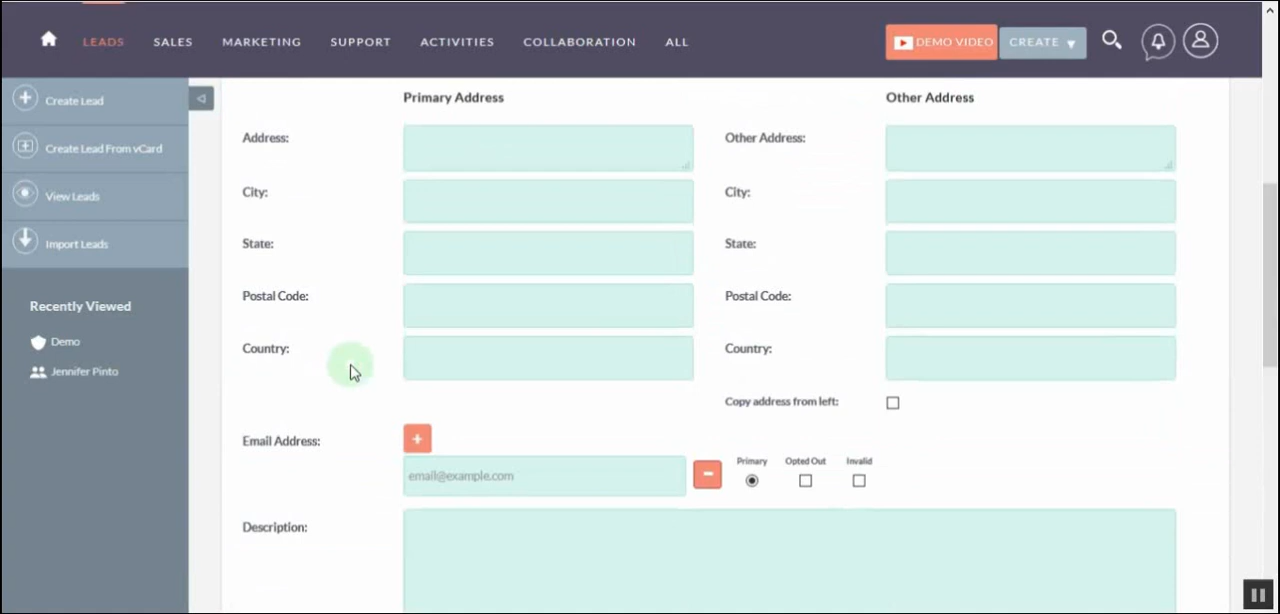 LEADS SALES MARKETING SUPPORT ACTIVITIES COLLABORATION ALL DEMO VIDEO CREATE
Create Lead
Create Lead From vCard
View Leads
Import Leads
Recently Viewed
Demo
Jennifer Pinto
Primary Address Other Address
Address: Other Address:
City: City:
State: State:
Postal Code: Postal Code:
Country: Country:
Copy address from left:
Email Address:
Primary Opted Out Invalid
email@example.com
Description: